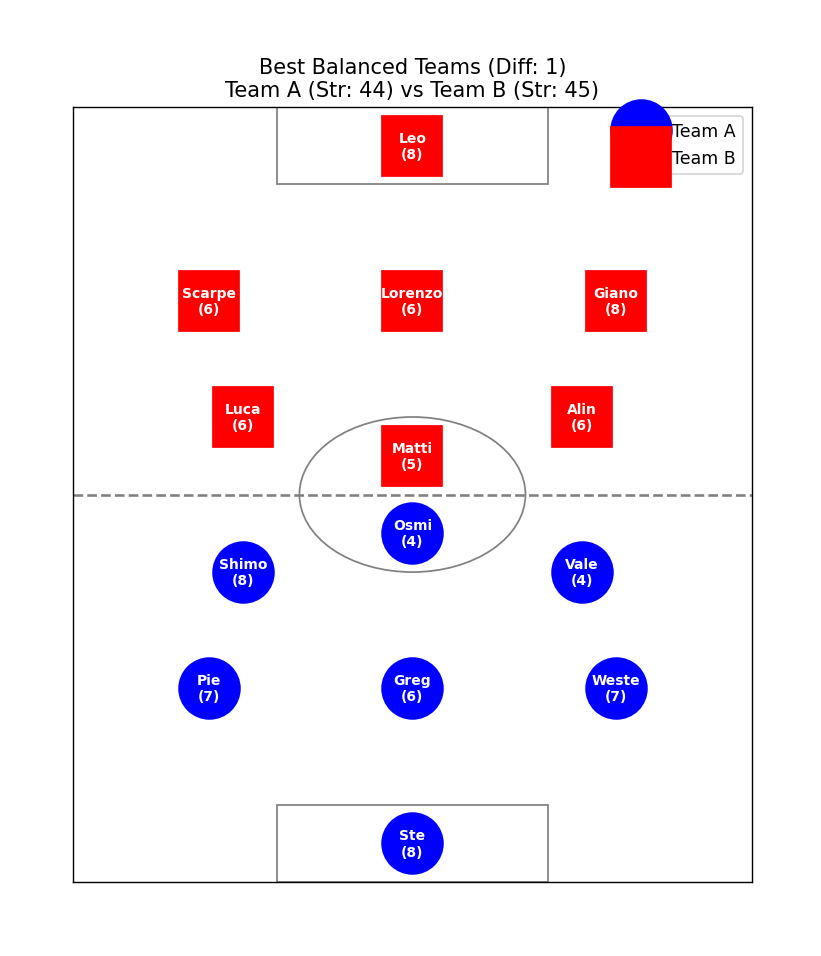 Best Balanced Teams (Diff: 1)
Team A (Str: 44) vs Team B (Str: 45)
Team A
Team B
Leo
(8)
Scarpe
(6)
Lorenzo
(6)
Giano
(8)
Luca
(6)
Alin
(6)
Matti
(5)
Osmi
(4)
Shimo
(8)
Vale
(4)
Pie
(7)
Greg
(6)
Weste
(7)
Ste
(8)